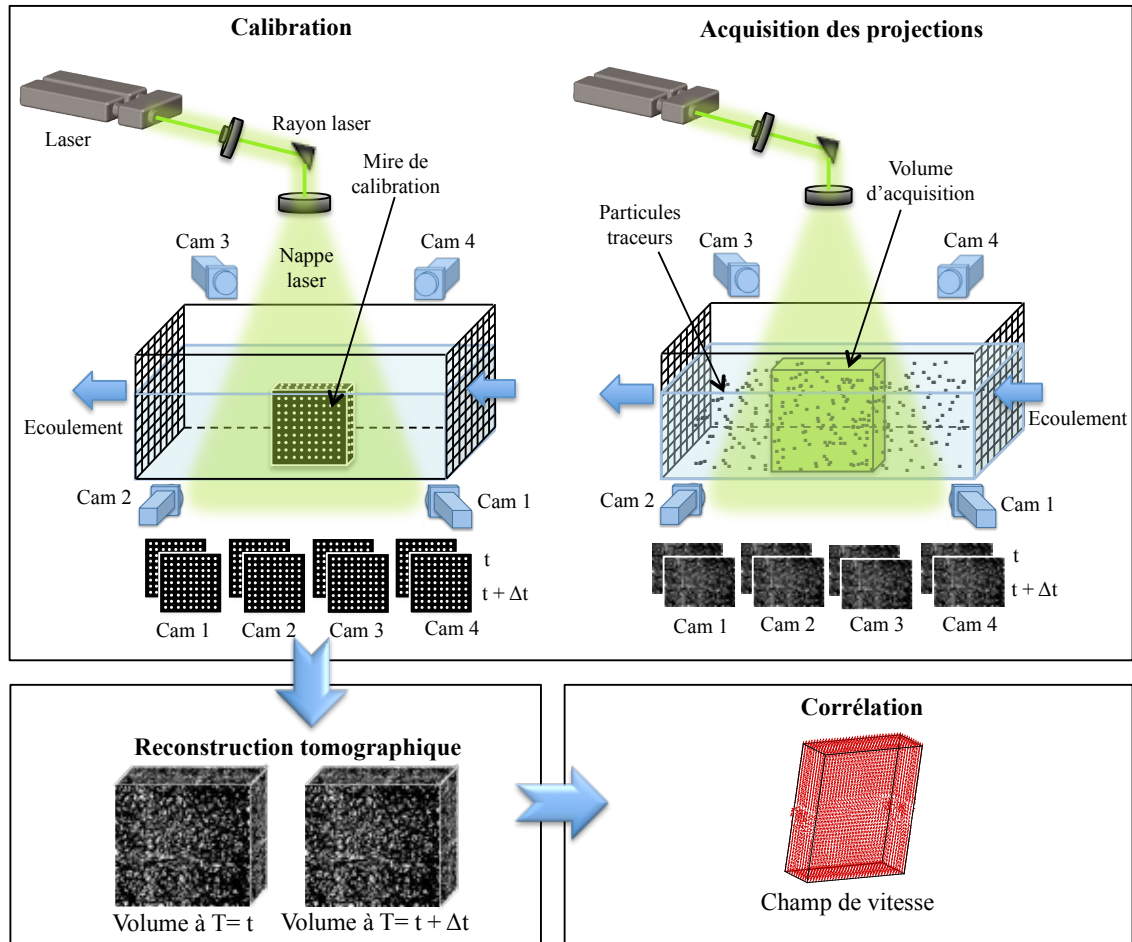 Calibration
Laser
Rayon laser
Mire de
calibration
Cam 3
Cam 4
Nappe
laser
Ecoulement
Cam 2
Cam 1
t
t + Δt
Cam 1
Cam 2
Cam 3
Cam 4
Acquisition des projections
Volume
d’acquisition
Particules
traceurs
Cam 3
Cam 4
Ecoulement
Cam 2
Cam 1
t
t + Δt
Cam 1
Cam 2
Cam 3
Cam 4
Reconstruction tomographique
Volume à T= t
Volume à T= t + Δt
Corrélation
Champ de vitesse